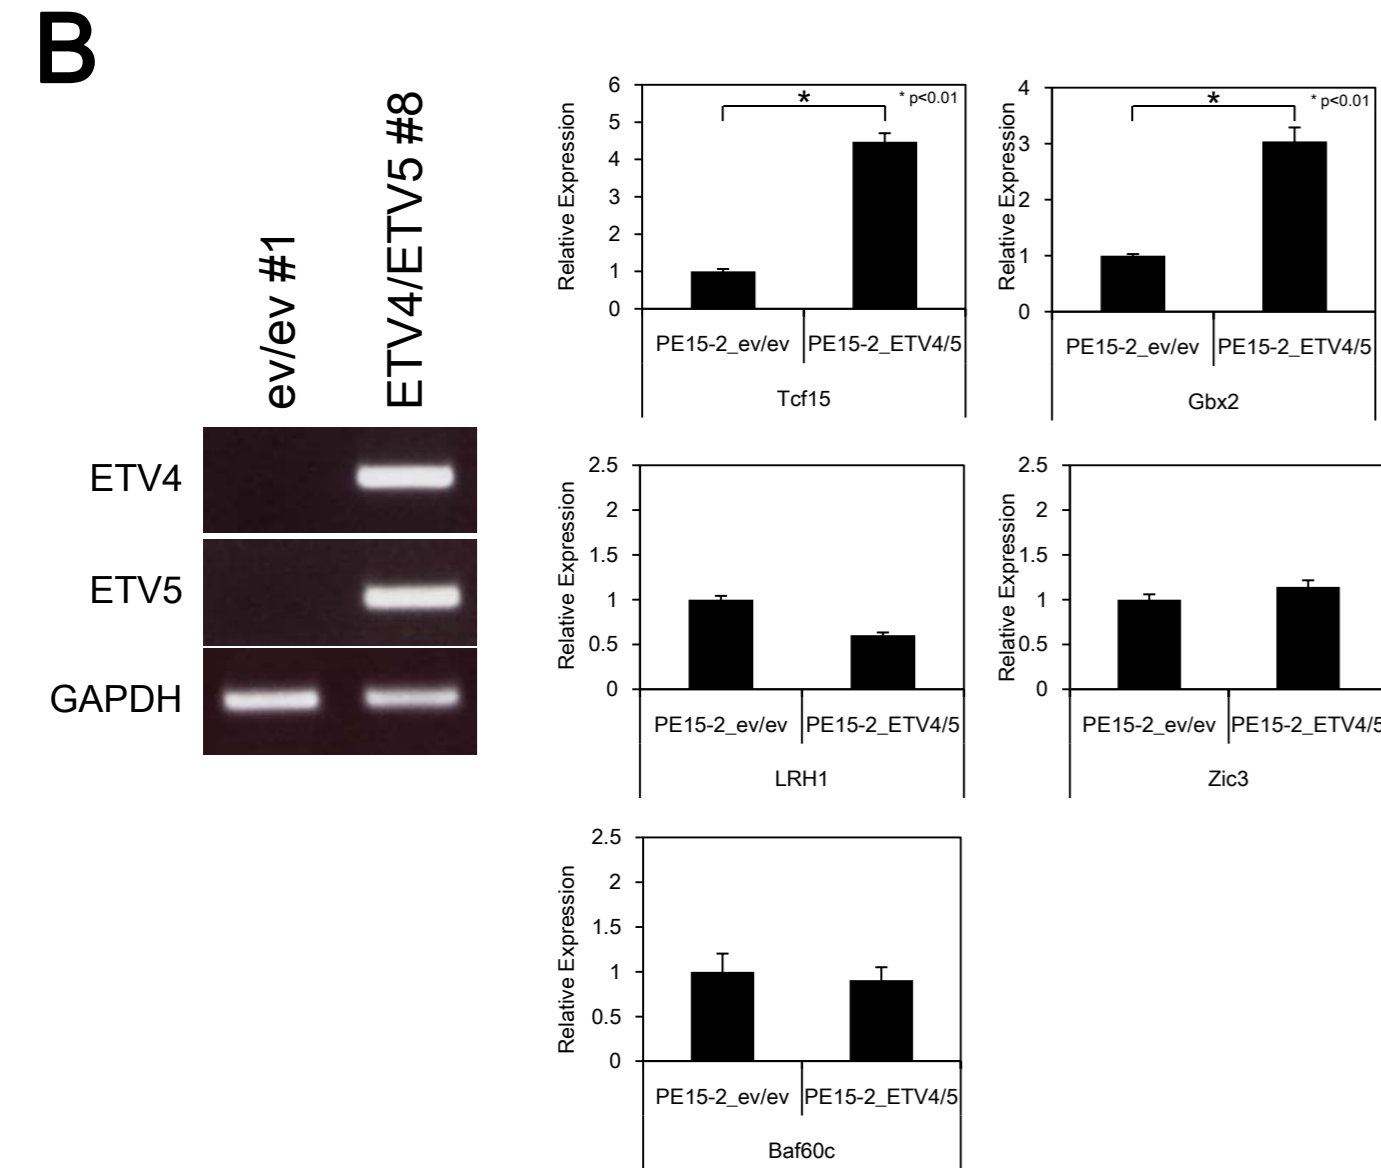 B
ev/ev #1
ETV4/ETV5 #8
ETV4
ETV5
GAPDH
Relative Expression
6
5
4
3
2
1
0
* p<0.01
*
PE15-2_ev/ev
PE15-2_ETV4/5
Tcf15
Relative Expression
4
3
2
1
0
* p<0.01
*
PE15-2_ev/ev
PE15-2_ETV4/5
Gbx2
Relative Expression
2.5
2
1.5
1
0.5
0
PE15-2_ev/ev
PE15-2_ETV4/5
LRH1
Relative Expression
2.5
2
1.5
1
0.5
0
PE15-2_ev/ev
PE15-2_ETV4/5
Zic3
Relative Expression
2.5
2
1.5
1
0.5
0
PE15-2_ev/ev
PE15-2_ETV4/5
Baf60c